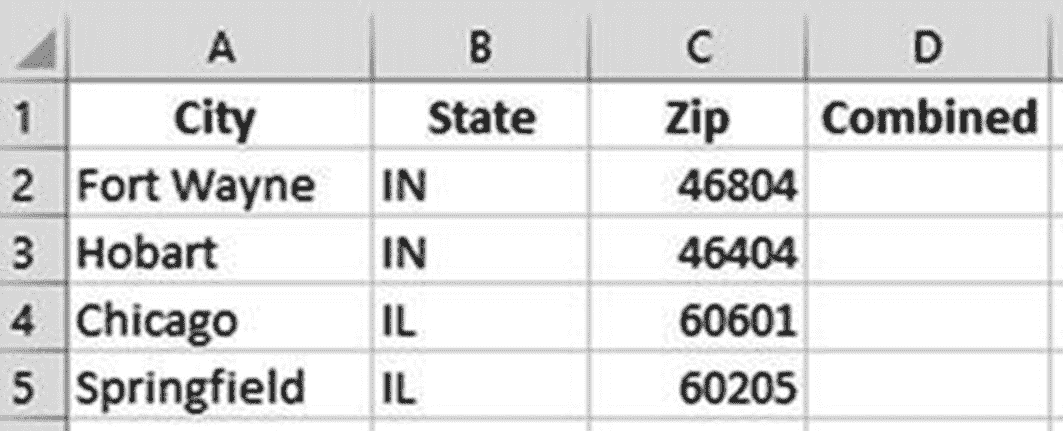 A B C D
1 City State Zip Combined
2 Fort Wayne IN 46804
3 Hobart IN 46404
4 Chicago IL 60601
5 Springfield IL 60205